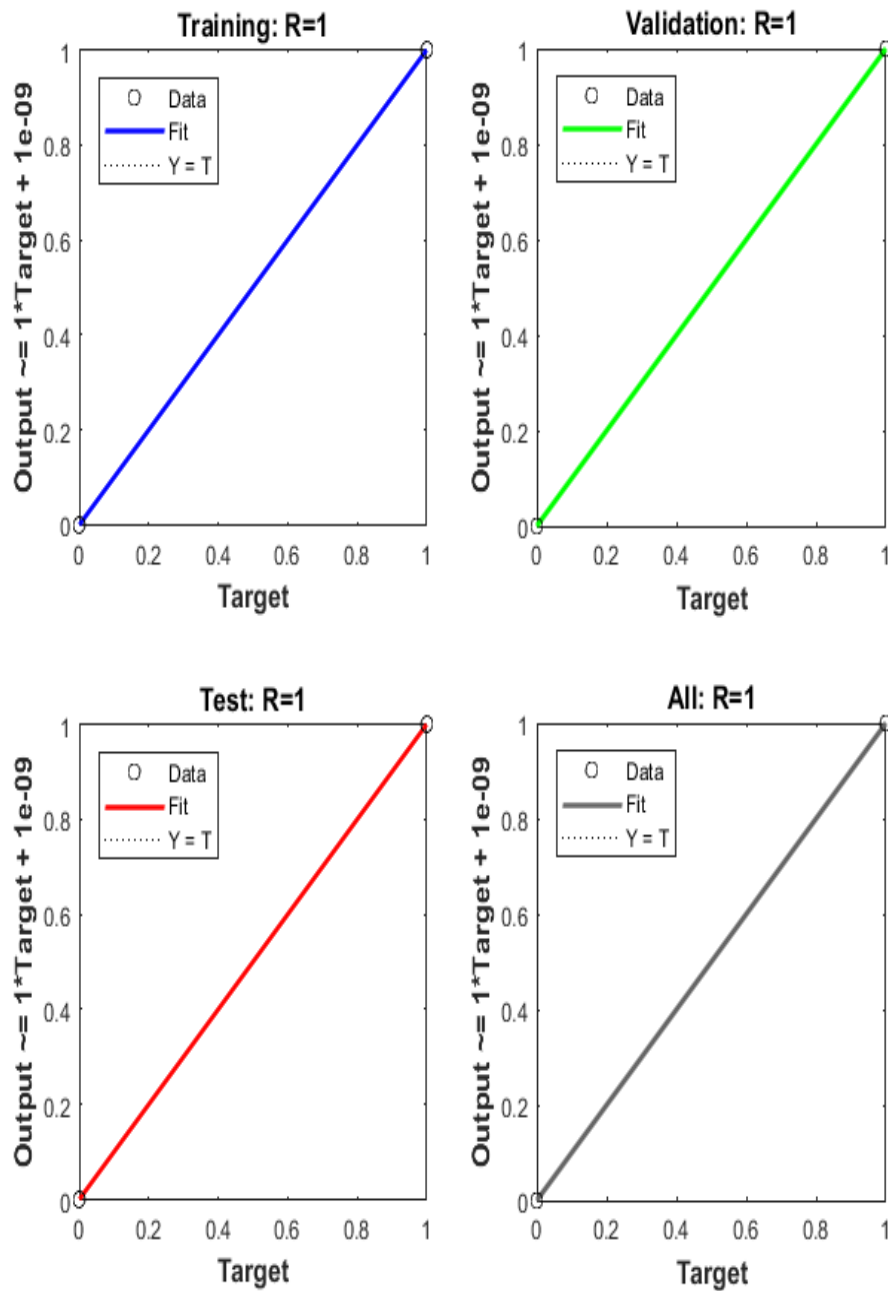 Training: R=1
Output ~= 1*Target + 1e-09
1
0.8
0.6
0.4
0.2
0
Data
Fit
Y = T
0 0.2 0.4 0.6 0.8 1
Target
Validation: R=1
Output ~= 1*Target + 1e-09
1
0.8
0.6
0.4
0.2
0
Data
Fit
Y = T
0 0.2 0.4 0.6 0.8 1
Target
Test: R=1
Output ~= 1*Target + 1e-09
1
0.8
0.6
0.4
0.2
0
Data
Fit
Y = T
0 0.2 0.4 0.6 0.8 1
Target
All: R=1
Output ~= 1*Target + 1e-09
1
0.8
0.6
0.4
0.2
0
Data
Fit
Y = T
0 0.2 0.4 0.6 0.8 1
Target